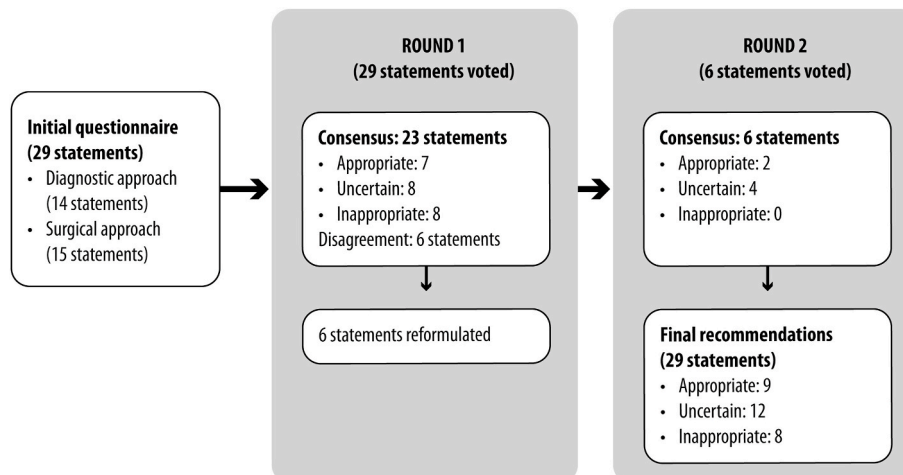 Initial questionnaire
(29 statements)
• Diagnostic approach
(14 statements)
• Surgical approach
(15 statements)
ROUND 1
(29 statements voted)
Consensus: 23 statements
• Appropriate: 7
• Uncertain: 8
• Inappropriate: 8
Disagreement: 6 statements
6 statements reformulated
ROUND 2
(6 statements voted)
Consensus: 6 statements
• Appropriate: 2
• Uncertain: 4
• Inappropriate: 0
Final recommendations
(29 statements)
• Appropriate: 9
• Uncertain: 12
• Inappropriate: 8